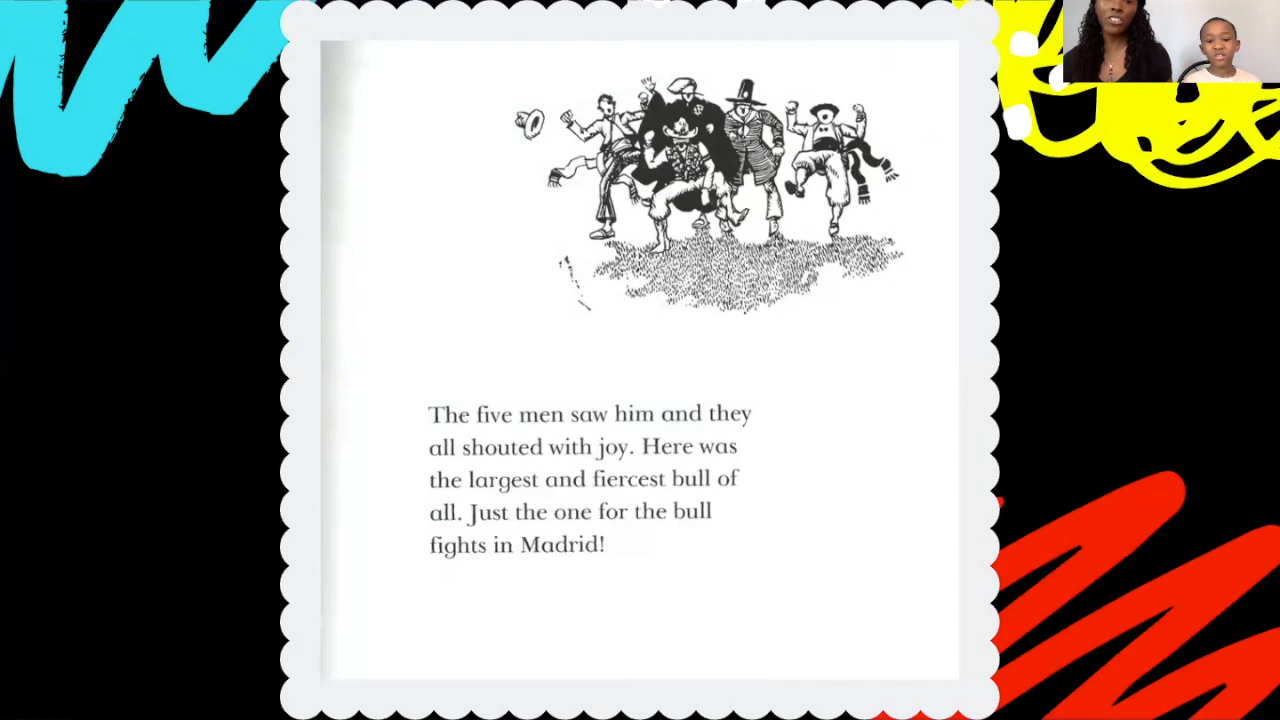 The five men saw him and they
all shouted with joy. Here was
the largest and fiercest bull of
all. Just the one for the bull
fights in Madrid!